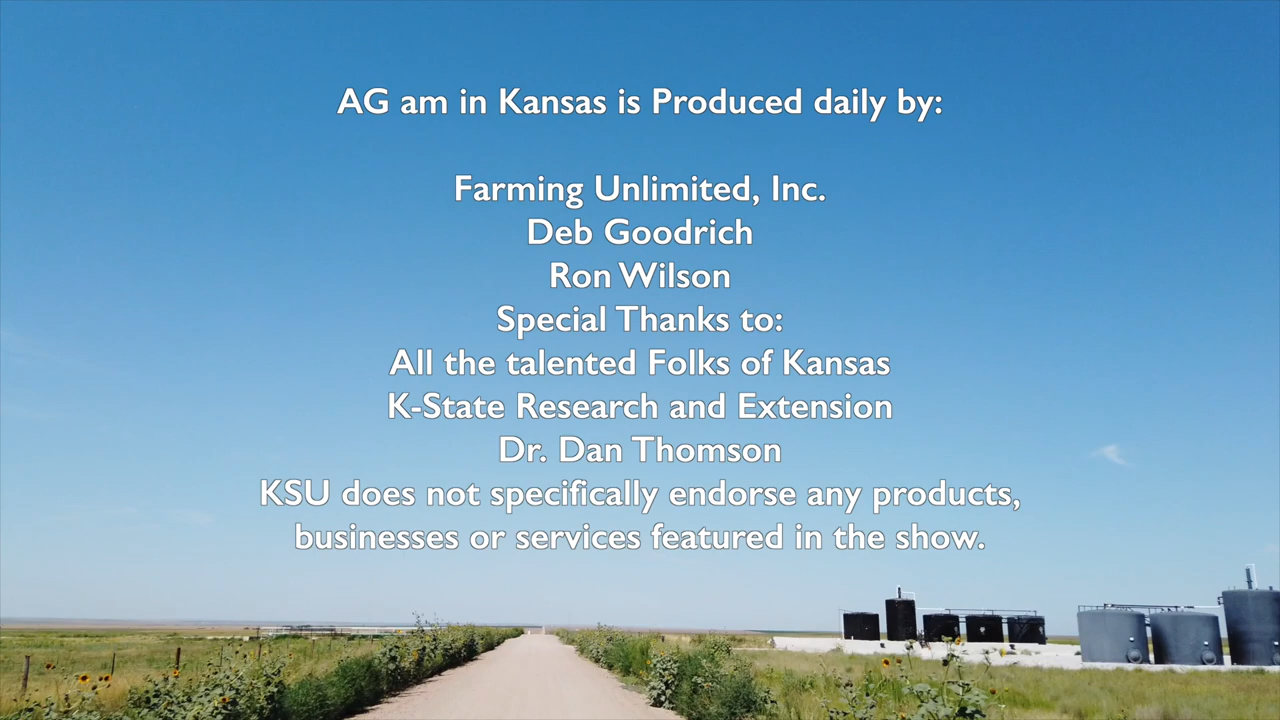 AG am in Kansas is Produced daily by:
Farming Unlimited, Inc.
Deb Goodrich
Ron Wilson
Special Thanks to:
All the talented Folks of Kansas
K-State Research and Extension
Dr. Dan Thomson
KSU does not specifically endorse any products,
businesses or services featured in the show.